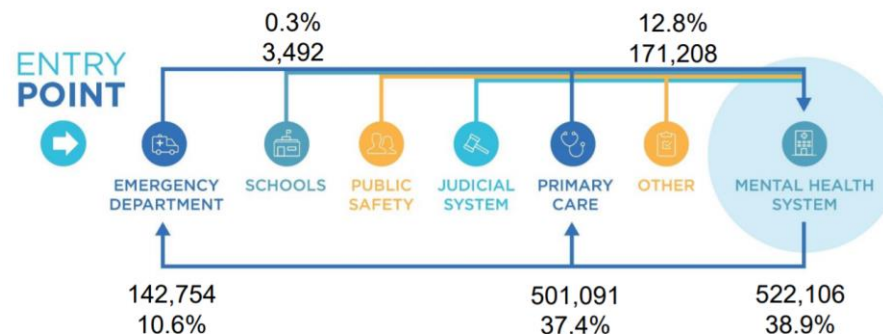 0.3%
3,492
12.8%
171,208
ENTRY
POINT
EMERGENCY
DEPARTMENT
SCHOOLS
PUBLIC
SAFETY
JUDICIAL
SYSTEM
PRIMARY
CARE
OTHER
MENTAL HEALTH
SYSTEM
142,754
10.6%
501,091
37.4%
522,106
38.9%